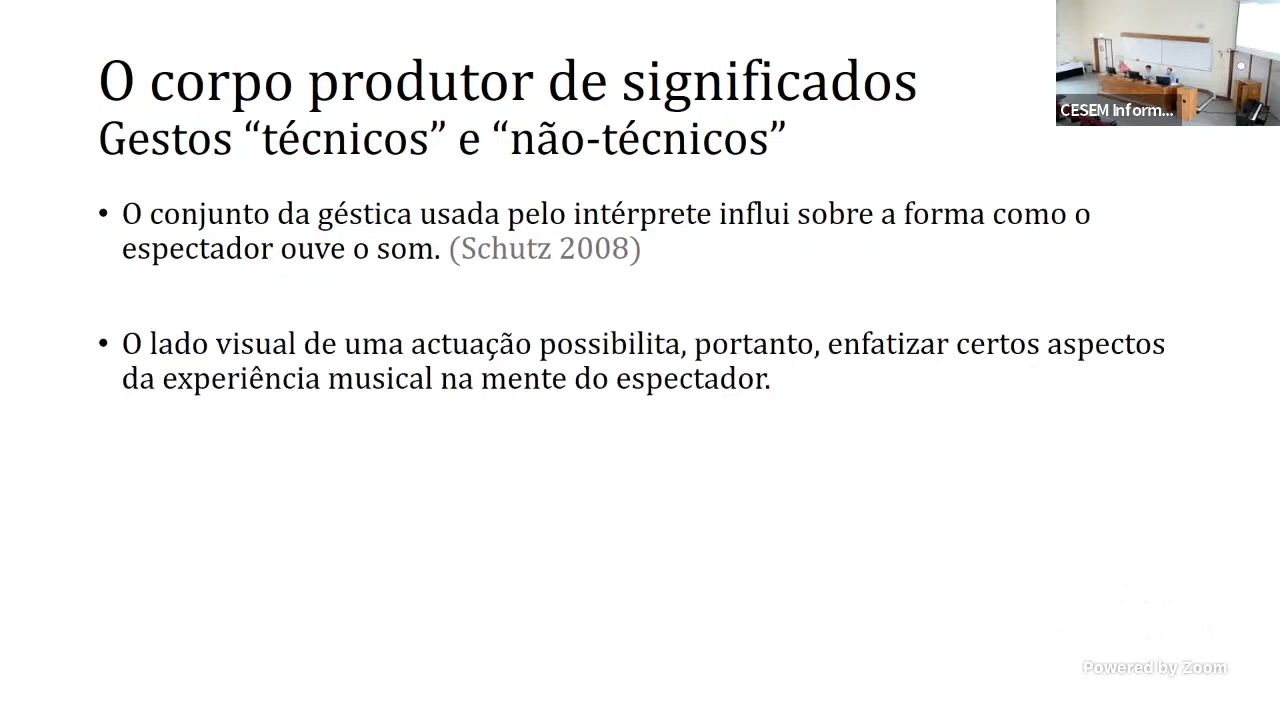 O corpo produtor de significados
Gestos “técnicos” e “não-técnicos”
• O conjunto da géstica usada pelo intérprete influi sobre a forma como o
espectador ouve o som. (Schutz 2008)
• O lado visual de uma actuação possibilita, portanto, enfatizar certos aspectos
da experiência musical na mente do espectador.
CESEM Inform...
Powered by Zoom